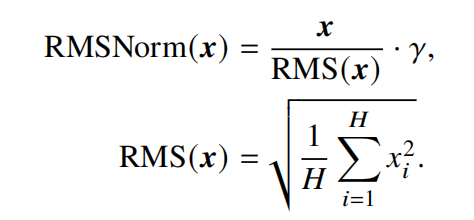 RMSNorm(x) = x / RMS(x) · γ,
RMS(x) = √(1/H ∑_{i=1}^{H} x_i^2).